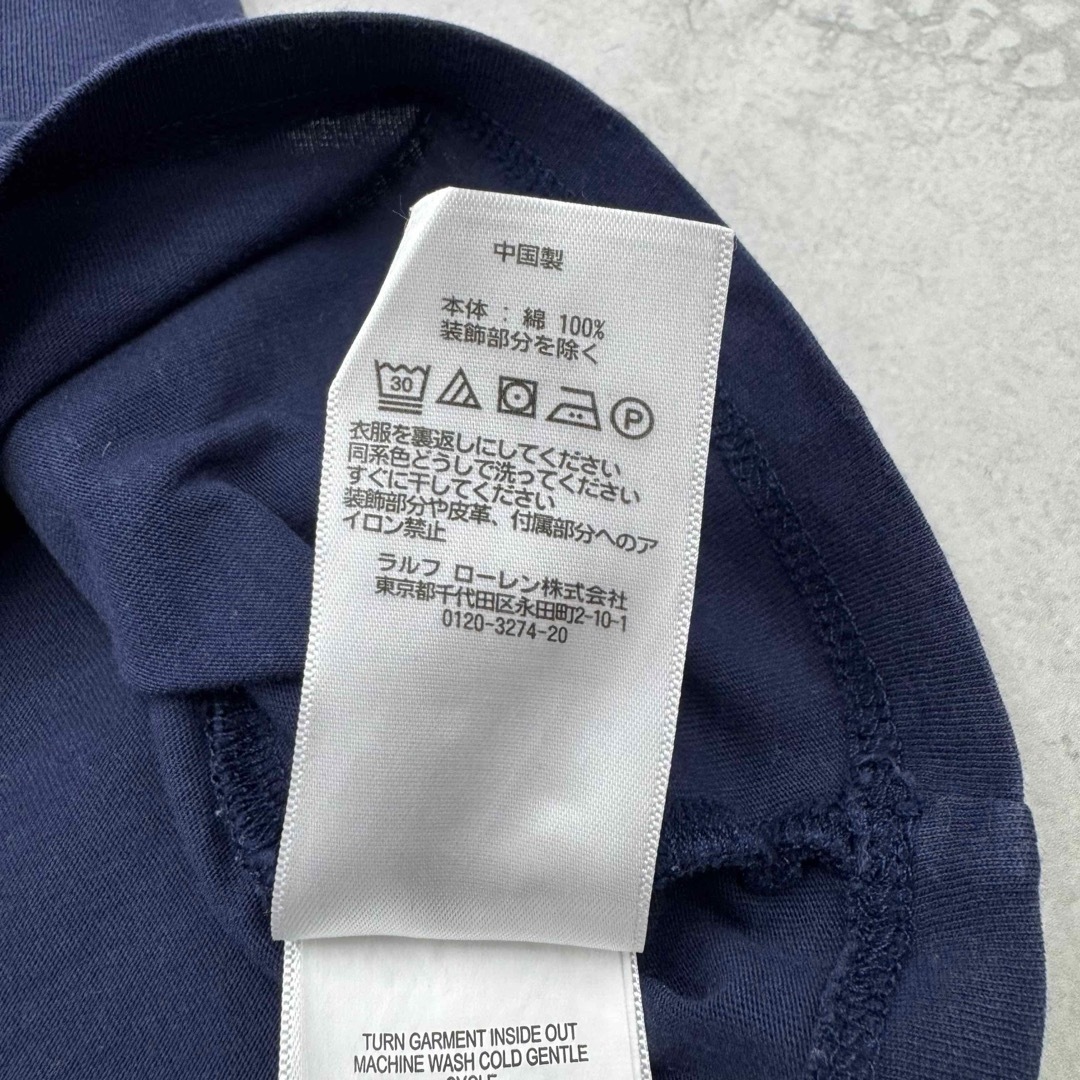 中国製
本体 : 綿 100%
装飾部分を除く
30 P
衣服を裏返しにしてください
同系色どうしで洗ってください
すぐに干してください
装飾部分や皮革、付属部分へのア
イロン禁止
ラルフ ローレン株式会社
東京都千代田区永田町2-10-1
0120-3274-20
TURN GARMENT INSIDE OUT
MACHINE WASH COLD GENTLE